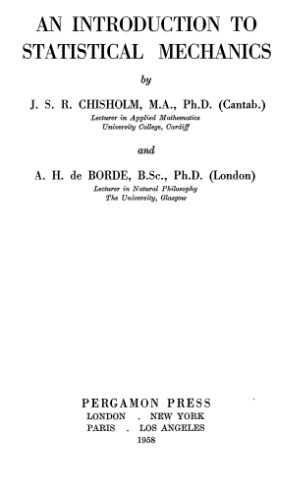 AN INTRODUCTION TO
STATISTICAL MECHANICS
by
J. S. R. CHISHOLM, M.A., Ph.D. (Cantab.)
Lecturer in Applied Mathematics
University College, Cardiff
and
A. H. de BORDE, B.Sc., Ph.D. (London)
Lecturer in Natural Philosophy
The University, Glasgow
PERGAMON PRESS
LONDON . NEW YORK
PARIS . LOS ANGELES
1958